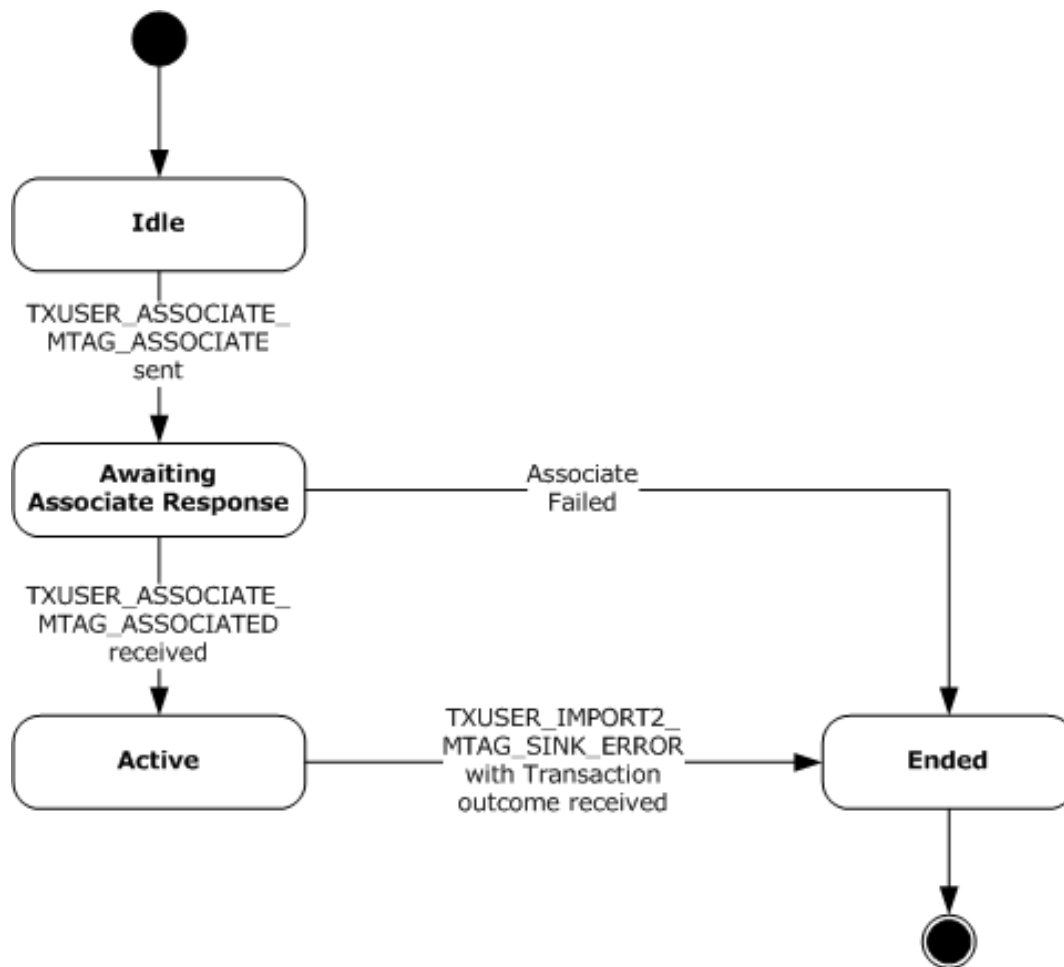 Idle
TXUSER_ASSOCIATE_
MTAG_ASSOCIATE
sent
Awaiting
Associate Response
Associate
Failed
TXUSER_ASSOCIATE_
MTAG_ASSOCIATED
received
Active
TXUSER_IMPORT2_
MTAG_SINK_ERROR
with Transaction
outcome received
Ended